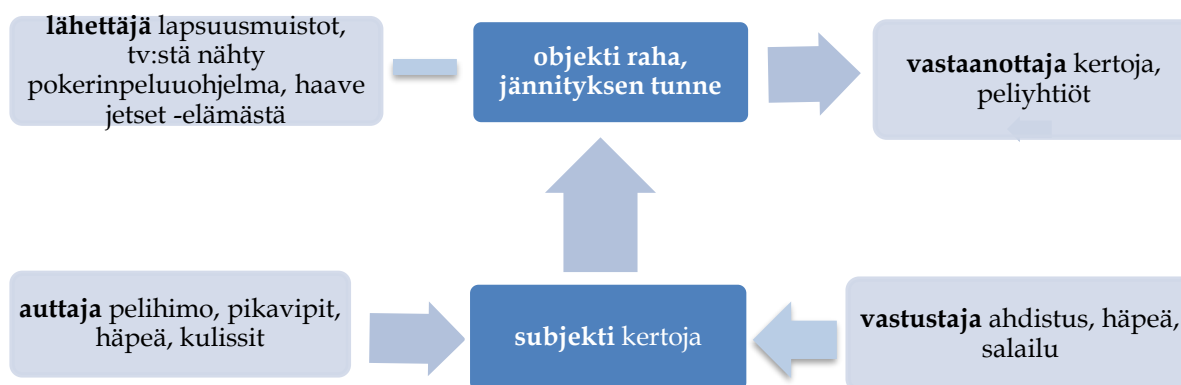 lähettäjä lapsuusmuistot,
tv:stä nähty
pokerinpeluuohjelma, haave
jetset -elämästä
objekti raha,
jännityksen tunne
vastaanottaja kertoja,
peliyhtiöt
auttaja pelihimo, pikavipit,
häpeä, kulissit
subjekti kertoja
vastustaja ahdistus, häpeä,
salailu